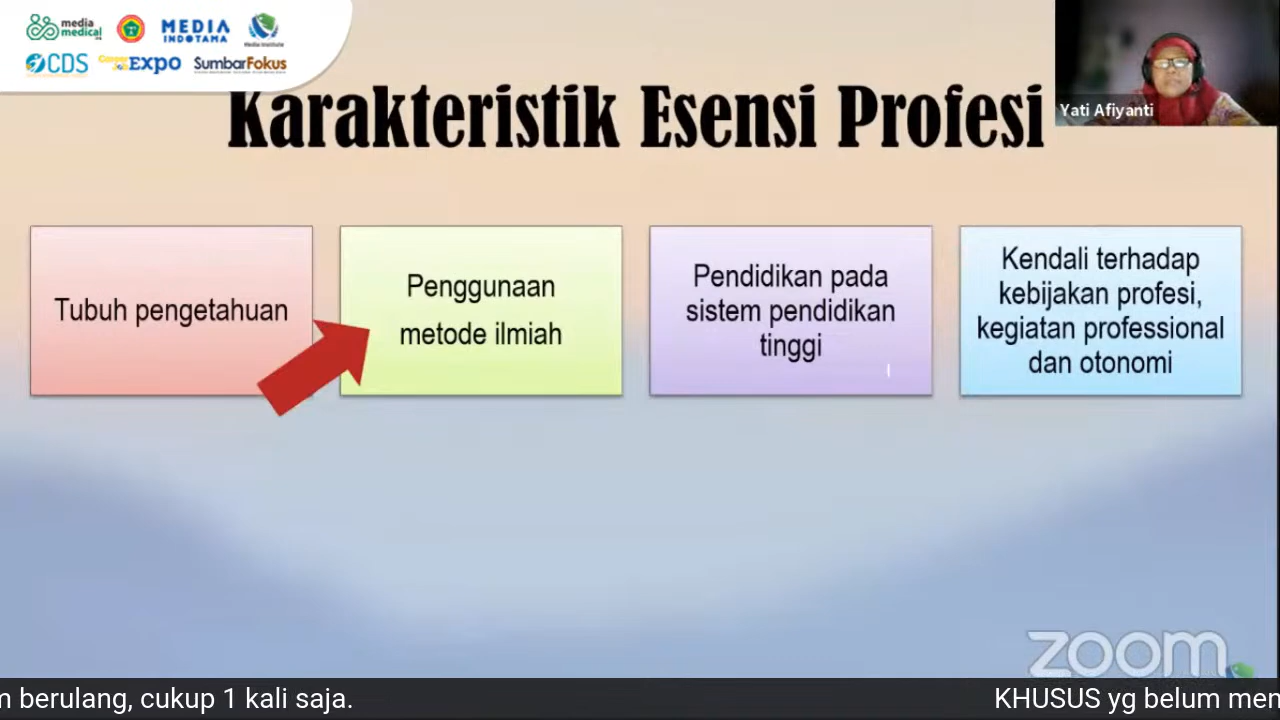 media
medical
MEDIA
INDOTAMA
Media Institute
CDS
Career
Expo
SumbarFokus
Karakteristik Esensi Profesi
Yati Afiyanti
Tubuh pengetahuan
Penggunaan
metode ilmiah
Pendidikan pada
sistem pendidikan
tinggi
Kendali terhadap
kebijakan profesi,
kegiatan professional
dan otonomi
zoom
berulang, cukup 1 kali saja.
KHUSUS yg belum men